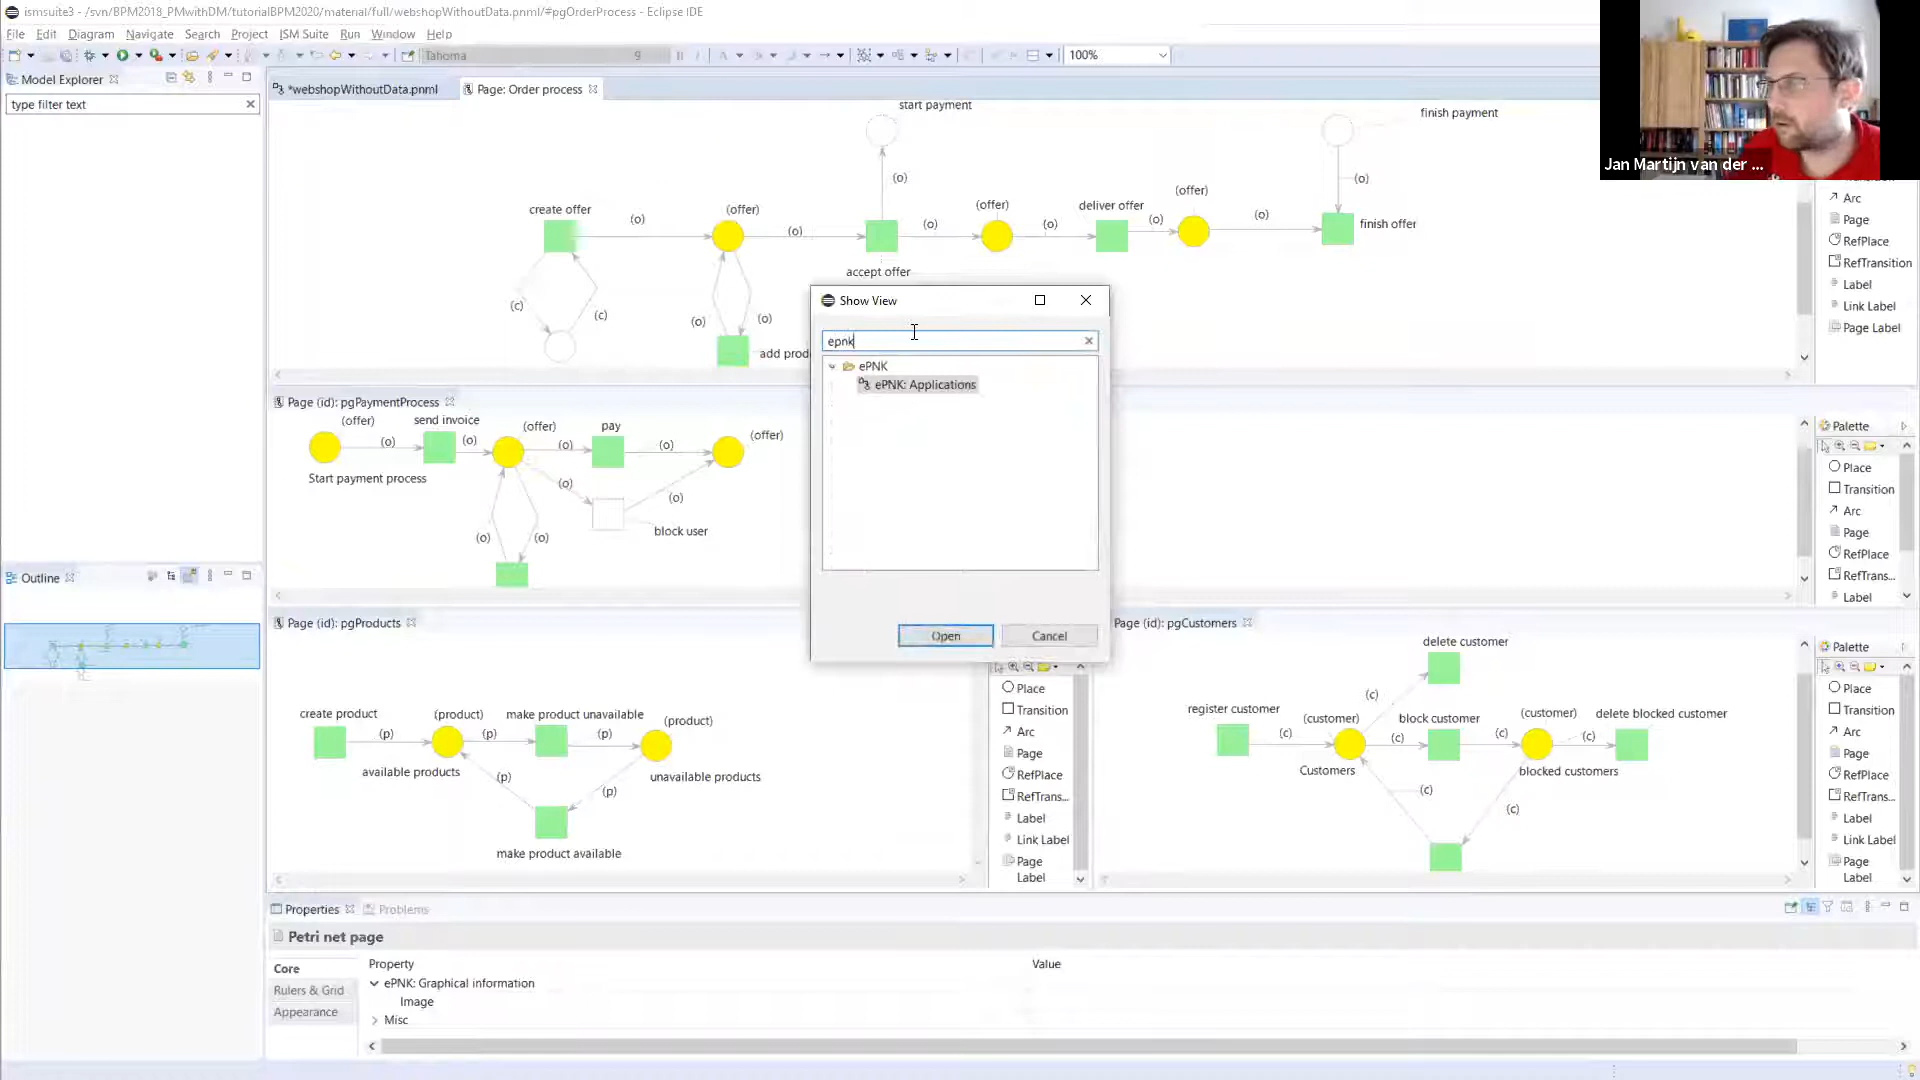 ismsuite3 - /svn/BPM2018_PMwithDM/tutorialBPM2020/material/full/webshopWithoutData.pnml/#pgOrderProcess - Eclipse IDE
File Edit Diagram Navigate Search Project ISM Suite Run Window Help
Tahoma 9 100%
Model Explorer
type filter text
*webshopWithoutData.pnml
Page: Order process
start payment
finish payment
(o)
(o)
create offer
(o)
(offer)
(o)
(o)
(offer)
(o)
deliver offer
(o)
(offer)
(o)
finish offer
accept offer
(c)
(c)
(o)
(o)
add prod
Jan Martijn van der ...
Arc
Page
RefPlace
RefTransition
Label
Link Label
Page Label
Show View
epnk
ePNK
ePNK: Applications
Open
Cancel
Page (id): pgPaymentProcess
(offer)
send invoice
(offer)
pay
(offer)
(o)
(o)
(o)
(o)
Start payment process
(o)
(o)
block user
(o)
(o)
Palette
Place
Transition
Arc
Page
RefPlace
RefTrans...
Label
Outline
Page (id): pgProducts
create product
(p)
(product)
(p)
make product unavailable
(p)
(product)
available products
(p)
(p)
unavailable products
make product available
Place
Transition
Arc
Page
RefPlace
RefTrans...
Label
Link Label
Page
Label
Page (id): pgCustomers
delete customer
(c)
register customer
(c)
(customer)
block customer
(c)
(c)
(customer)
delete blocked customer
(c)
Customers
blocked customers
(c)
(c)
Palette
Place
Transition
Arc
Page
RefPlace
RefTrans...
Label
Link Label
Page
Label
Properties
Problems
Petri net page
Core
Rulers & Grid
Appearance
Property
Value
ePNK: Graphical information
Image
Misc